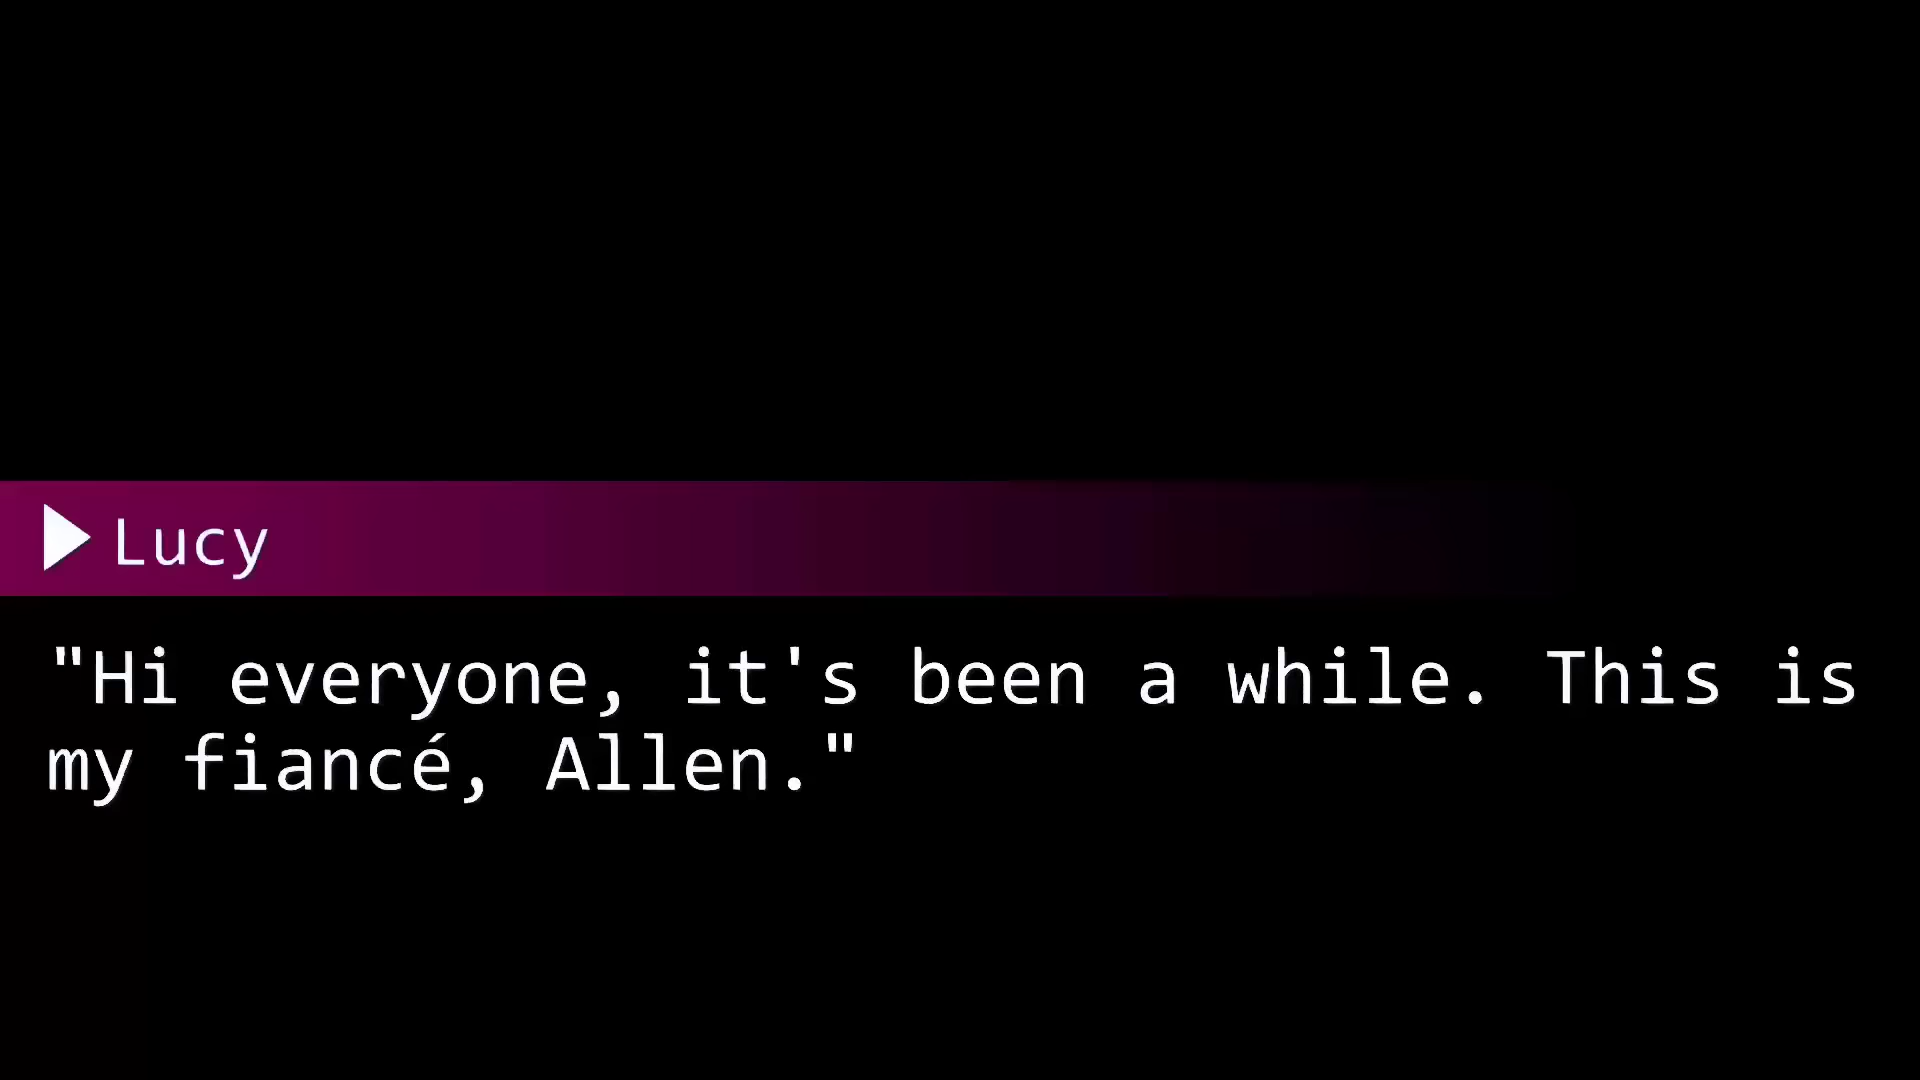 Lucy
"Hi everyone, it's been a while. This is
my fiancé, Allen."